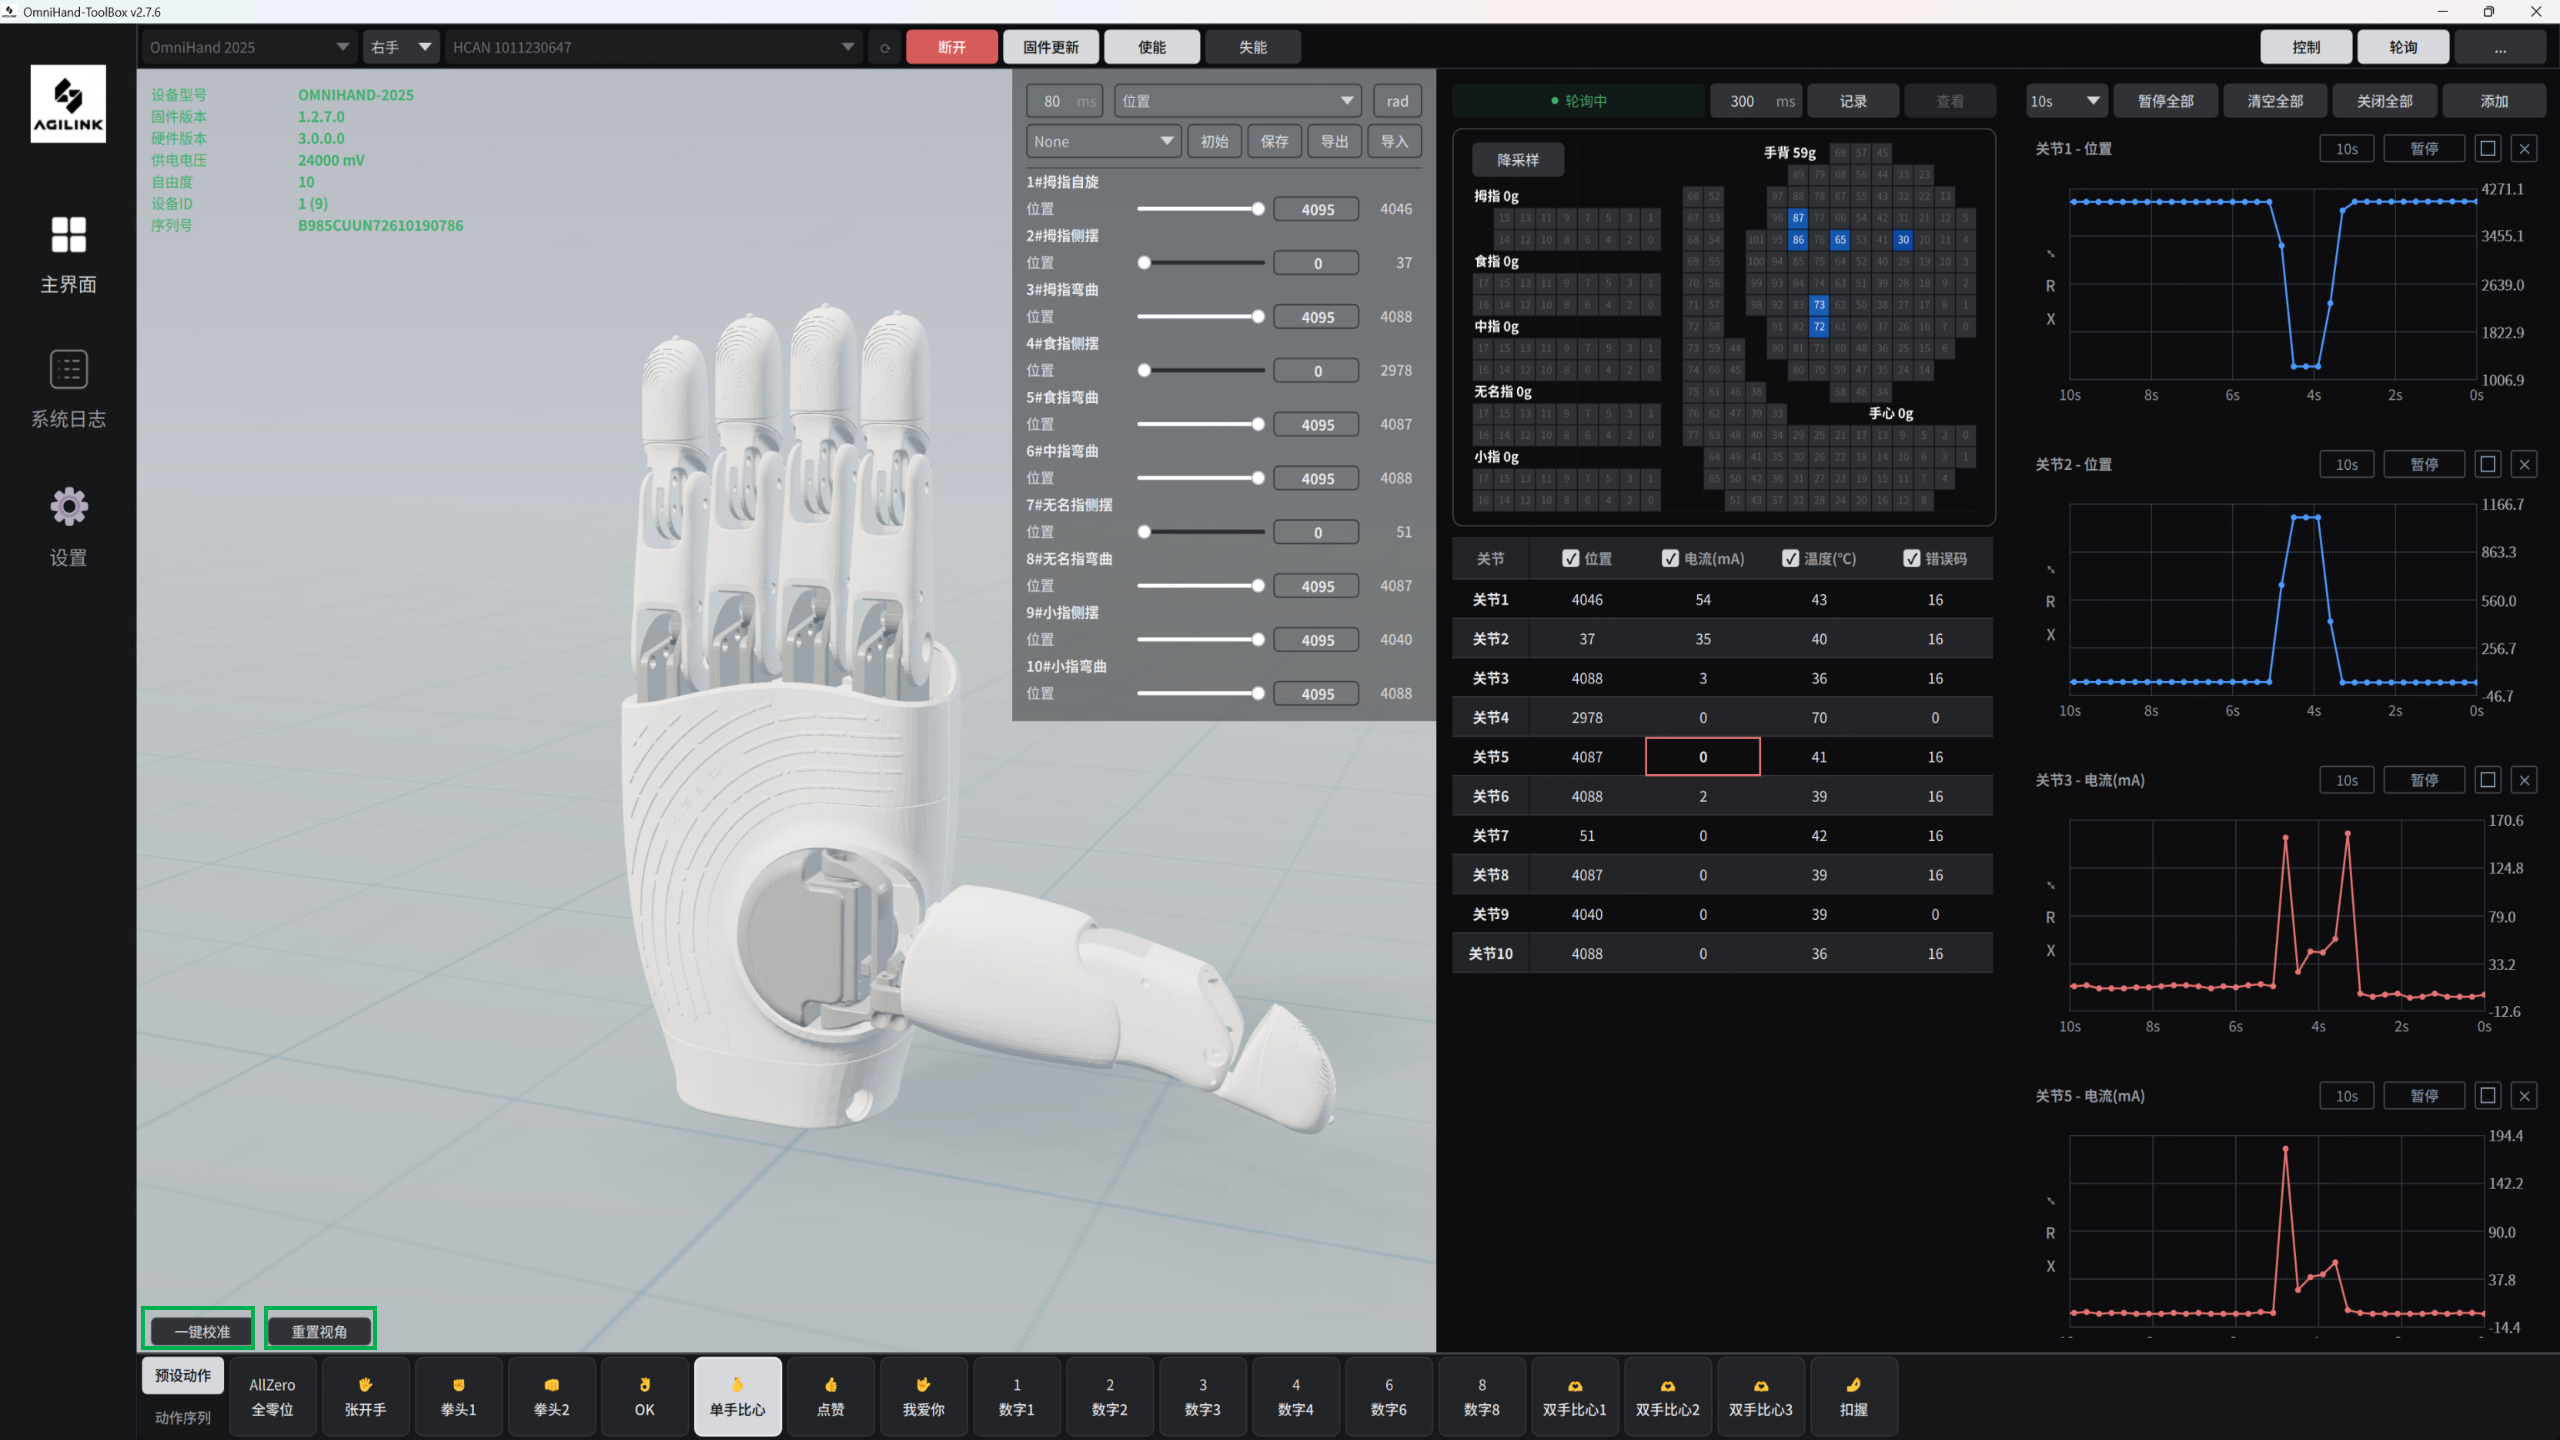 OmniHand-ToolBox v2.7.6
OmniHand 2025
右手
HCAN 1011230647
断开
固件更新
使能
失能
控制
轮询
...
AGILINK
主界面
系统日志
设置
设备型号 OMNIHAND-2025
固件版本 1.2.7.0
硬件版本 3.0.0.0
供电电压 24000 mV
自由度 10
设备ID 1 (9)
序列号 B985CUUN72610190786
80 ms 位置 rad
None 初始 保存 导出 导入
1#拇指自旋
位置 4095 4046
2#拇指侧摆
位置 0 37
3#拇指弯曲
位置 4095 4088
4#食指侧摆
位置 0 2978
5#食指弯曲
位置 4095 4087
6#中指弯曲
位置 4095 4088
7#无名指侧摆
位置 0 51
8#无名指弯曲
位置 4095 4087
9#小指侧摆
位置 4095 4040
10#小指弯曲
位置 4095 4088
轮询中 300 ms 记录 查看
降采样
手背 59g
拇指 0g
87
86 65 30
食指 0g
73
72
中指 0g
无名指 0g
手心 0g
小指 0g
关节 位置 电流(mA) 温度(℃) 错误码
关节1 4046 54 43 16
关节2 37 35 40 16
关节3 4088 3 36 16
关节4 2978 0 70 0
关节5 4087 0 41 16
关节6 4088 2 39 16
关节7 51 0 42 16
关节8 4087 0 39 16
关节9 4040 0 39 0
关节10 4088 0 36 16
10s 暂停全部 清空全部 关闭全部 添加
关节1 - 位置 10s 暂停
4271.1
3455.1
R 2639.0
X
1822.9
1006.9
10s 8s 6s 4s 2s 0s
关节2 - 位置 10s 暂停
1166.7
863.3
R 560.0
X
256.7
-46.7
10s 8s 6s 4s 2s 0s
关节3 - 电流(mA) 10s 暂停
170.6
124.8
R 79.0
X
33.2
-12.6
10s 8s 6s 4s 2s 0s
关节5 - 电流(mA) 10s 暂停
194.4
142.2
R 90.0
X
37.8
-14.4
一键校准 重置视角
预设动作
动作序列
AllZero
全零位
张开手
拳头1
拳头2
OK
单手比心
点赞
我爱你
1
数字1
2
数字2
3
数字3
4
数字4
6
数字6
8
数字8
双手比心1
双手比心2
双手比心3
扣握